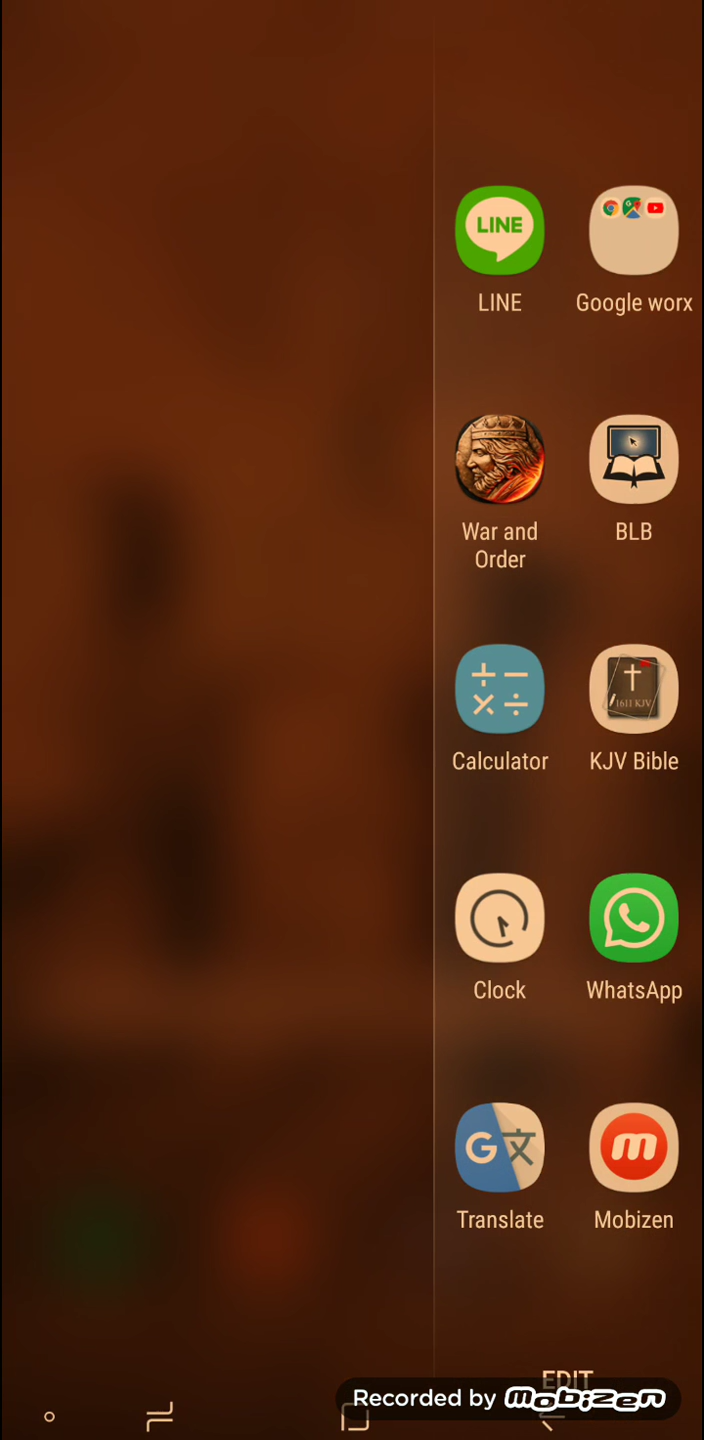 LINE
LINE
Google worx
War and
Order
BLB
1611 KJV
Calculator
KJV Bible
Clock
WhatsApp
G文
Translate
m
Mobizen
EDIT
Recorded by mobizen